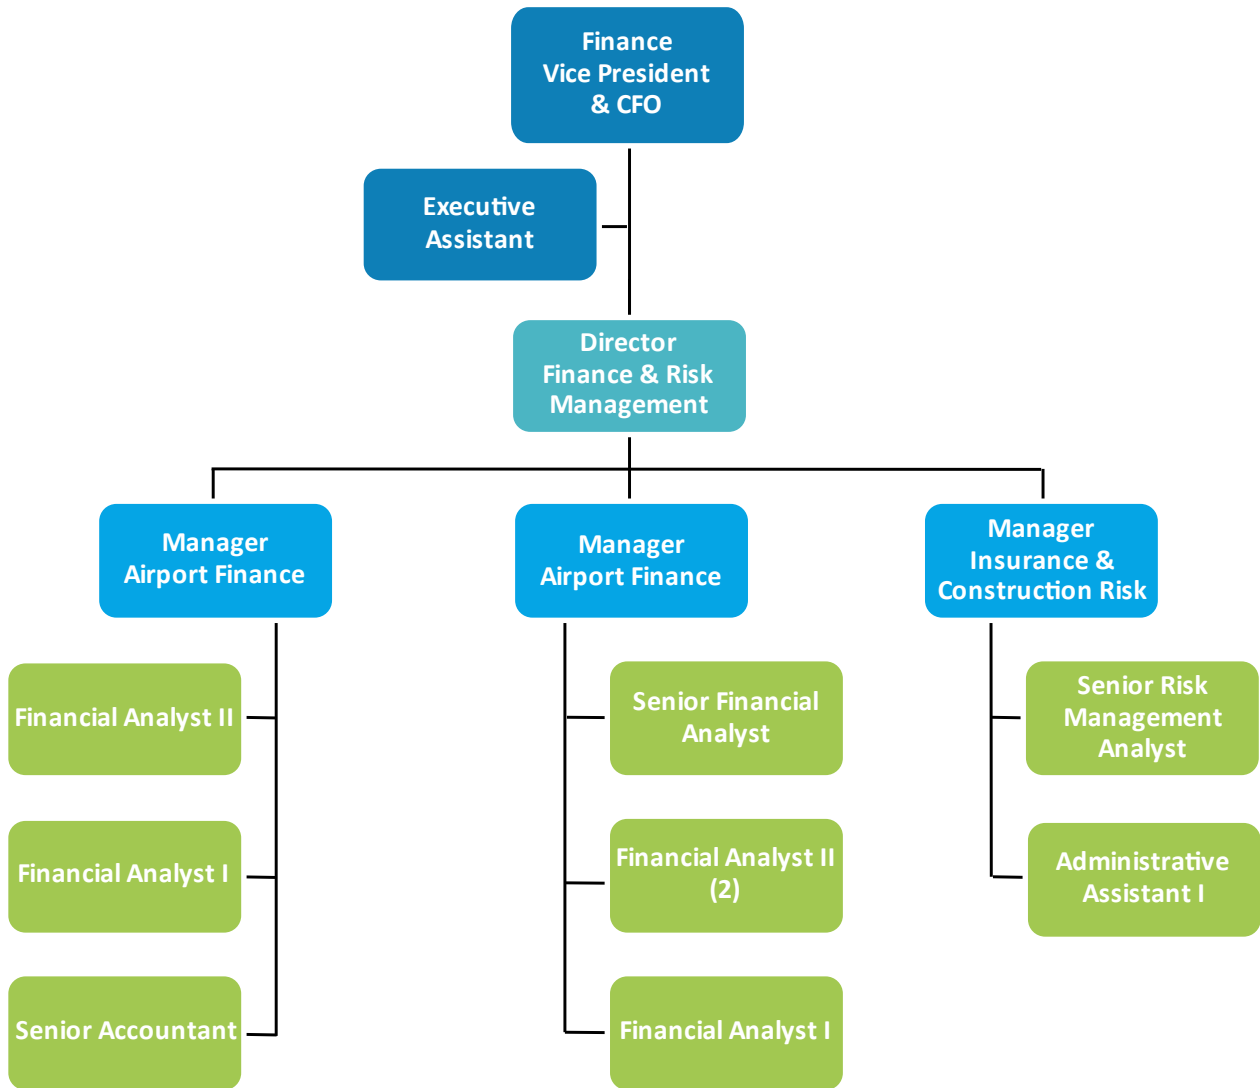 Finance
Vice President
& CFO
Executive
Assistant
Director
Finance & Risk
Management
Manager
Airport Finance
Manager
Airport Finance
Manager
Insurance &
Construction Risk
Financial Analyst II
Senior Financial
Analyst
Senior Risk
Management
Analyst
Financial Analyst I
Financial Analyst II
(2)
Administrative
Assistant I
Senior Accountant
Financial Analyst I